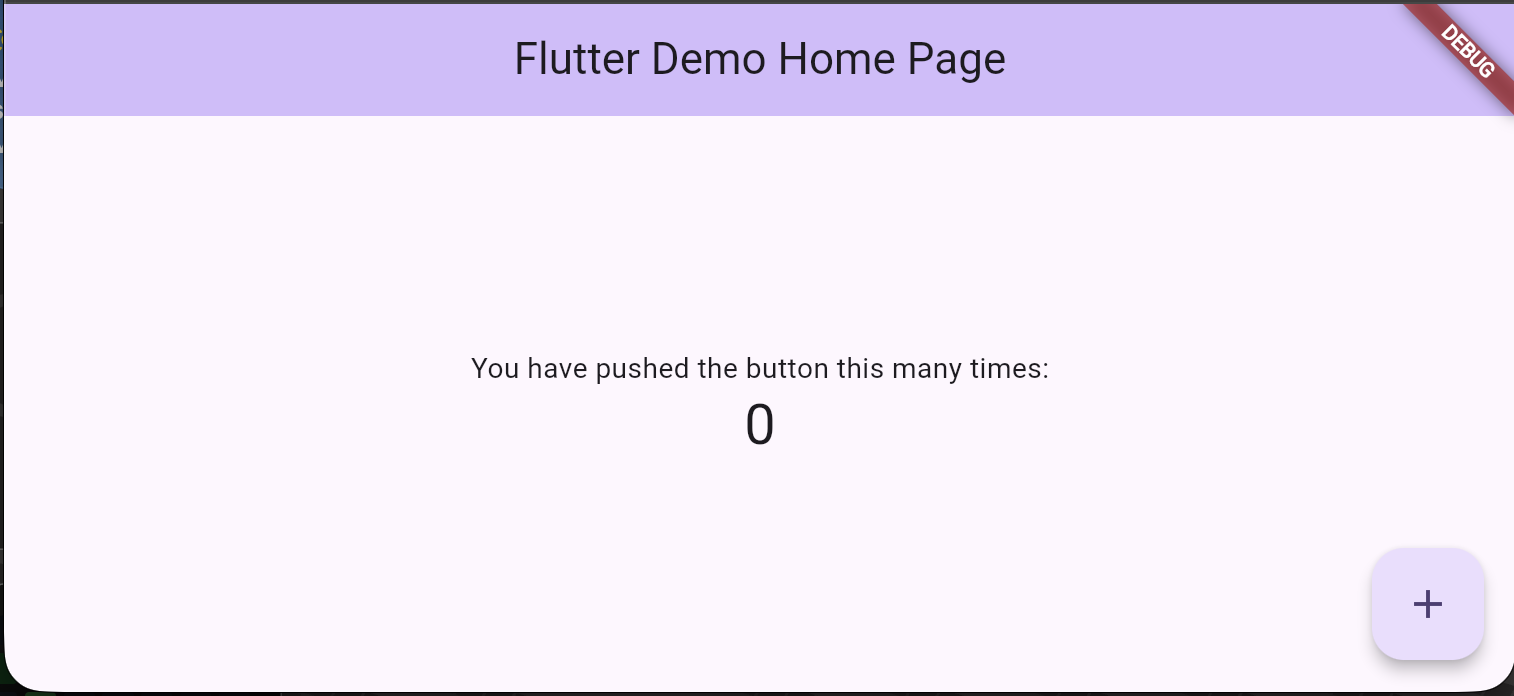 Flutter Demo Home Page
DEBUG
You have pushed the button this many times:
0
+